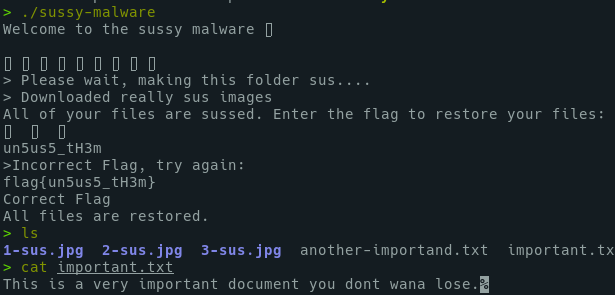 > ./sussy-malware
Welcome to the sussy malware
> Please wait, making this folder sus....
> Downloaded really sus images
All of your files are sussed. Enter the flag to restore your files:
un5us5_tH3m
>Incorrect Flag, try again:
flag{un5us5_tH3m}
Correct Flag
All files are restored.
> ls
1-sus.jpg 2-sus.jpg 3-sus.jpg another-importand.txt important.tx
> cat important.txt
This is a very important document you dont wana lose.%